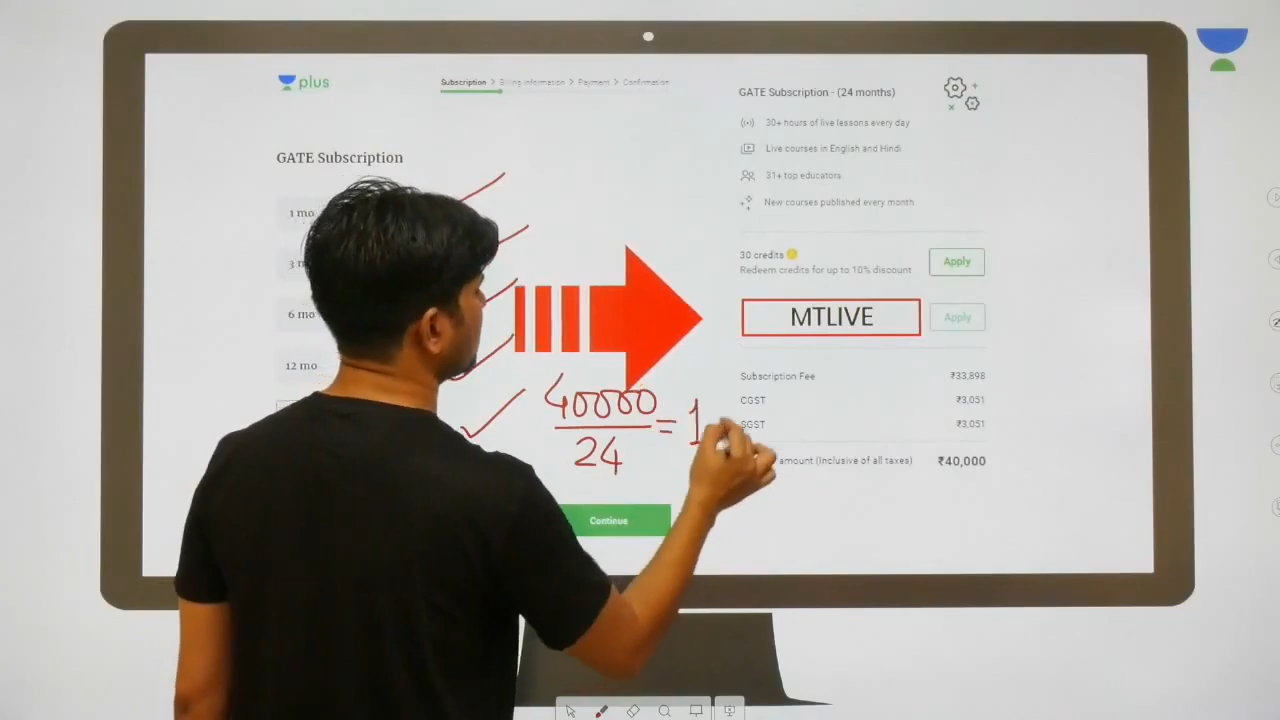 plus
Subscription > Billing information > Payment > Confirmation
GATE Subscription
1 mo
3 m
6 mo
12 mo
40000
24
= 1
Continue
GATE Subscription - (24 months)
30+ hours of live lessons every day
Live courses in English and Hindi
31+ top educators
New courses published every month
30 credits
Redeem credits for up to 10% discount
Apply
MTLIVE
Apply
Subscription Fee ₹33,898
CGST ₹3,051
SGST ₹3,051
amount (Inclusive of all taxes) ₹40,000